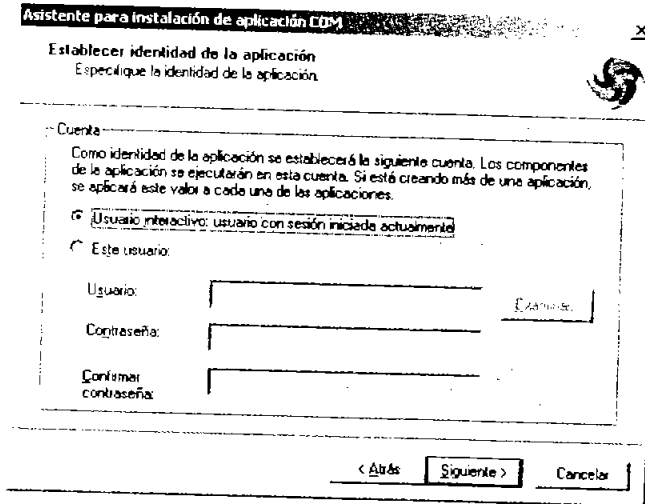 Asistente para instalación de aplicación COM
Establecer identidad de la aplicación
Especifique la identidad de la aplicación.
Cuenta
Como identidad de la aplicación se establecerá la siguiente cuenta. Los componentes
de la aplicación se ejecutarán en esta cuenta. Si está creando más de una aplicación,
se aplicará este valor a cada una de las aplicaciones.
Usuario interactivo: usuario con sesión iniciada actualmente
Este usuario:
Usuario:
Examinar...
Contraseña:
Confirmar
contraseña:
< Atrás Siguiente > Cancelar